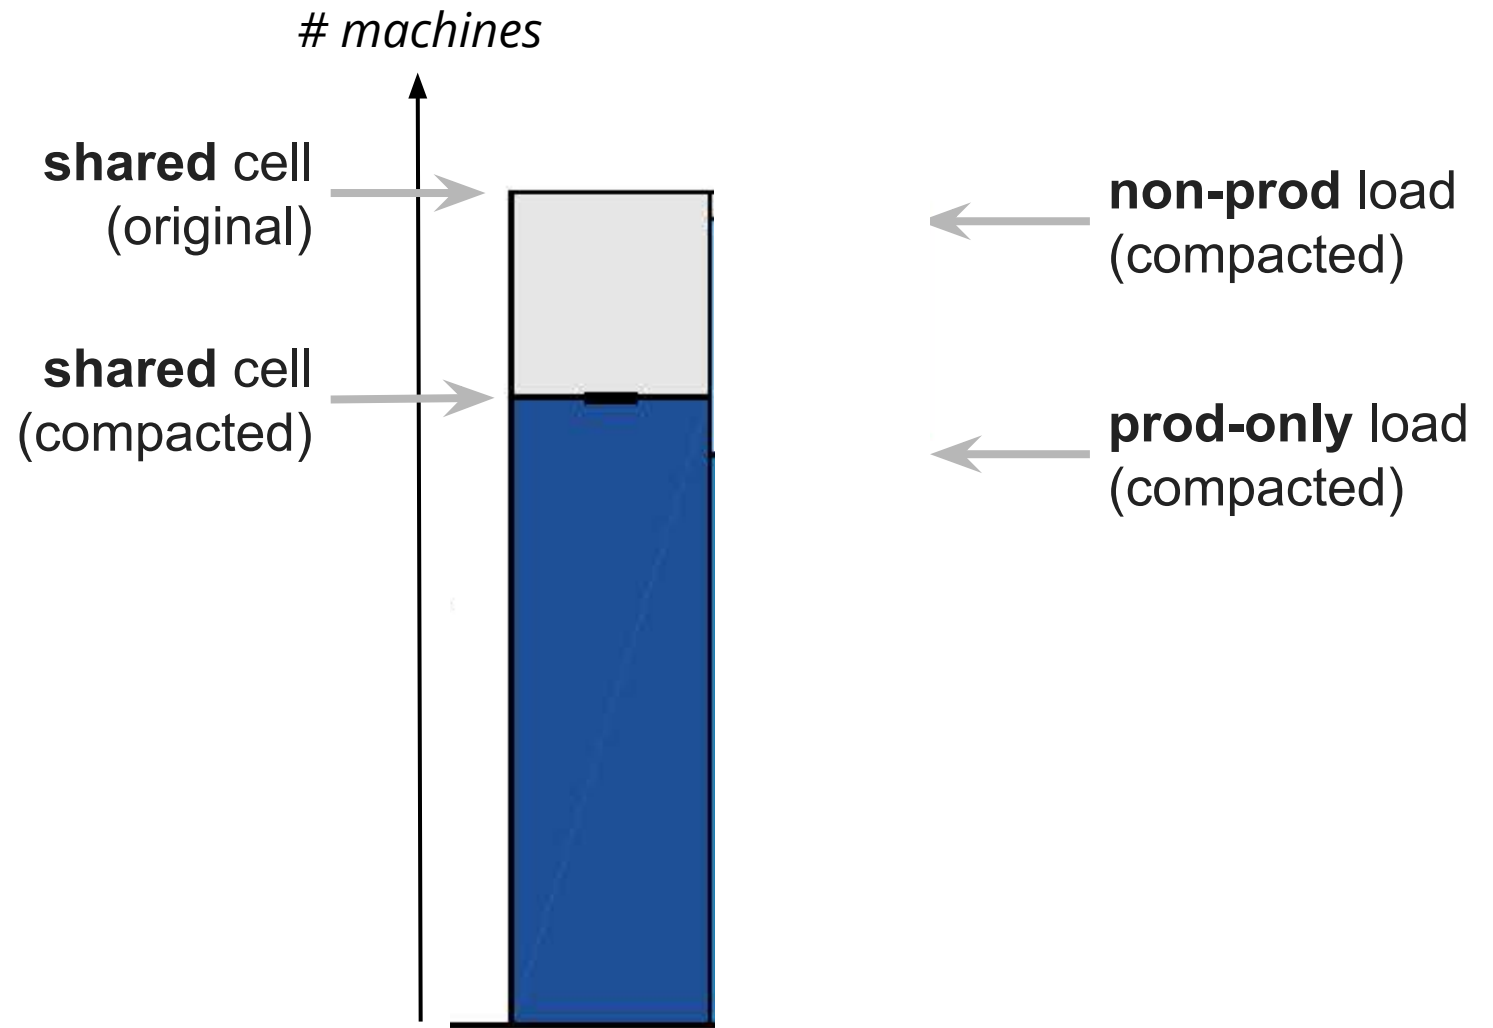 # machines
shared cell
(original)
shared cell
(compacted)
non-prod load
(compacted)
prod-only load
(compacted)